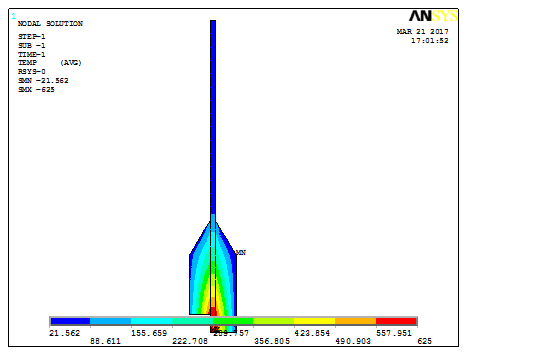 1
NODAL SOLUTION
STEP=1
SUB =1
TIME=1
TEMP (AVG)
RSYS=0
SMN =21.562
SMX =625
ANSYS
MAR 21 2017
17:01:52
MN
21.562 155.659 289.757 423.854 557.951
88.611 222.708 356.805 490.903 625